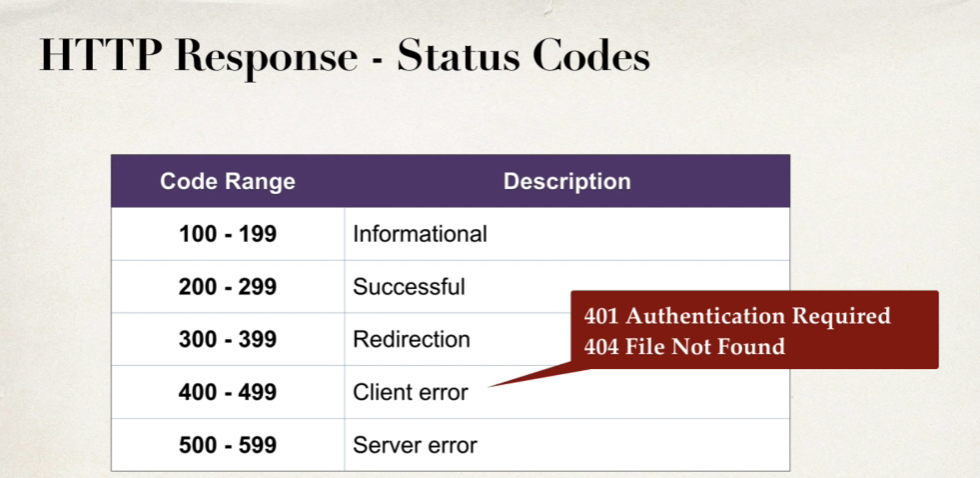 HTTP Response - Status Codes
Code Range Description
100 - 199 Informational
200 - 299 Successful
300 - 399 Redirection
400 - 499 Client error
500 - 599 Server error
401 Authentication Required
404 File Not Found